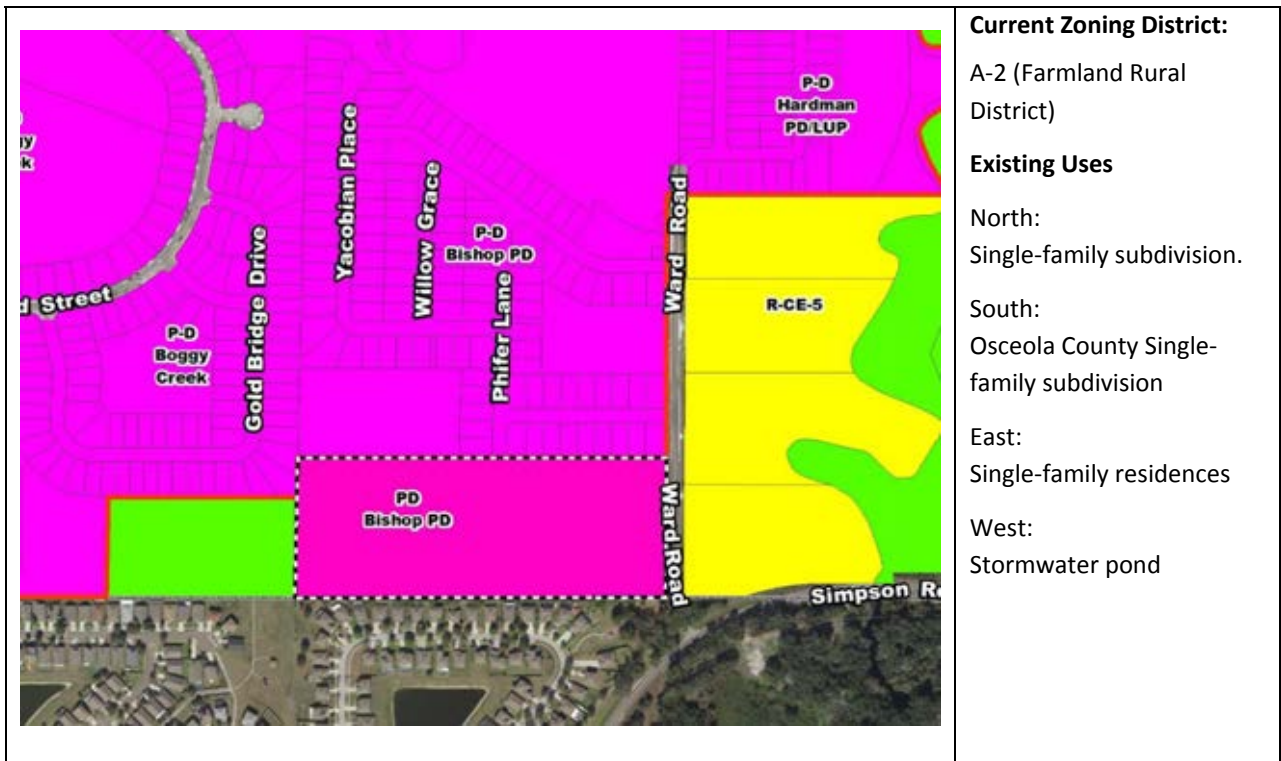 P-D
Hardman
PD/LUP
Yacobian Place
Willow Grace
P-D
Bishop PD
Ward Road
Gold Bridge Drive
Phifer Lane
R-CE-5
d Street
P-D
Boggy
Creek
PD
Bishop PD
Ward Road
Simpson R
Current Zoning District:
A-2 (Farmland Rural
District)
Existing Uses
North:
Single-family subdivision.
South:
Osceola County Single-
family subdivision
East:
Single-family residences
West:
Stormwater pond